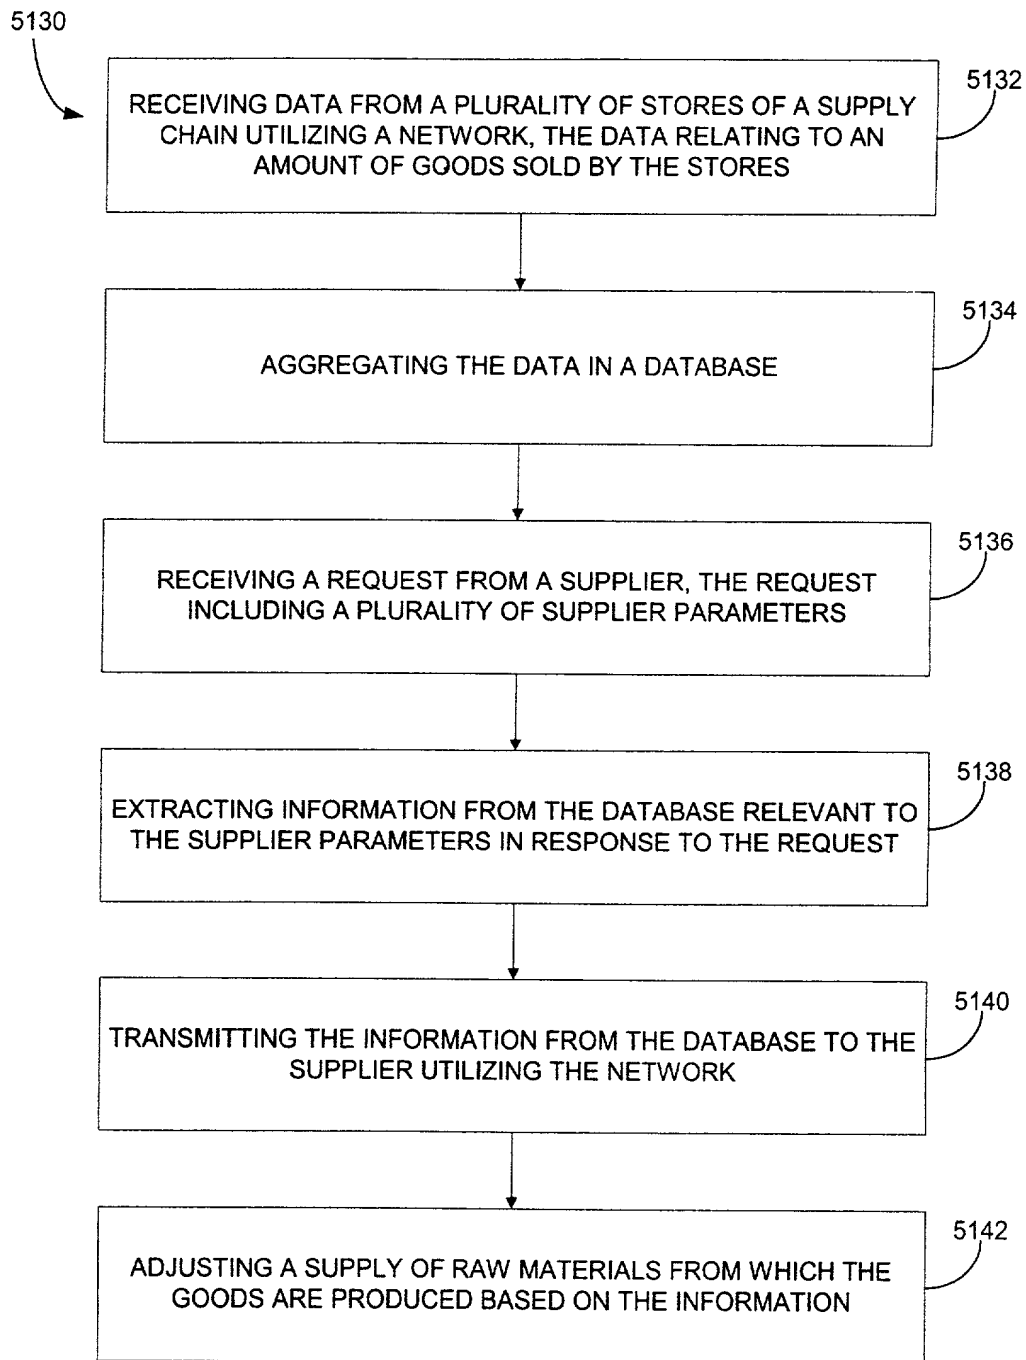 5130
5132
RECEIVING DATA FROM A PLURALITY OF STORES OF A SUPPLY
CHAIN UTILIZING A NETWORK, THE DATA RELATING TO AN
AMOUNT OF GOODS SOLD BY THE STORES
5134
AGGREGATING THE DATA IN A DATABASE
5136
RECEIVING A REQUEST FROM A SUPPLIER, THE REQUEST
INCLUDING A PLURALITY OF SUPPLIER PARAMETERS
5138
EXTRACTING INFORMATION FROM THE DATABASE RELEVANT TO
THE SUPPLIER PARAMETERS IN RESPONSE TO THE REQUEST
5140
TRANSMITTING THE INFORMATION FROM THE DATABASE TO THE
SUPPLIER UTILIZING THE NETWORK
5142
ADJUSTING A SUPPLY OF RAW MATERIALS FROM WHICH THE
GOODS ARE PRODUCED BASED ON THE INFORMATION